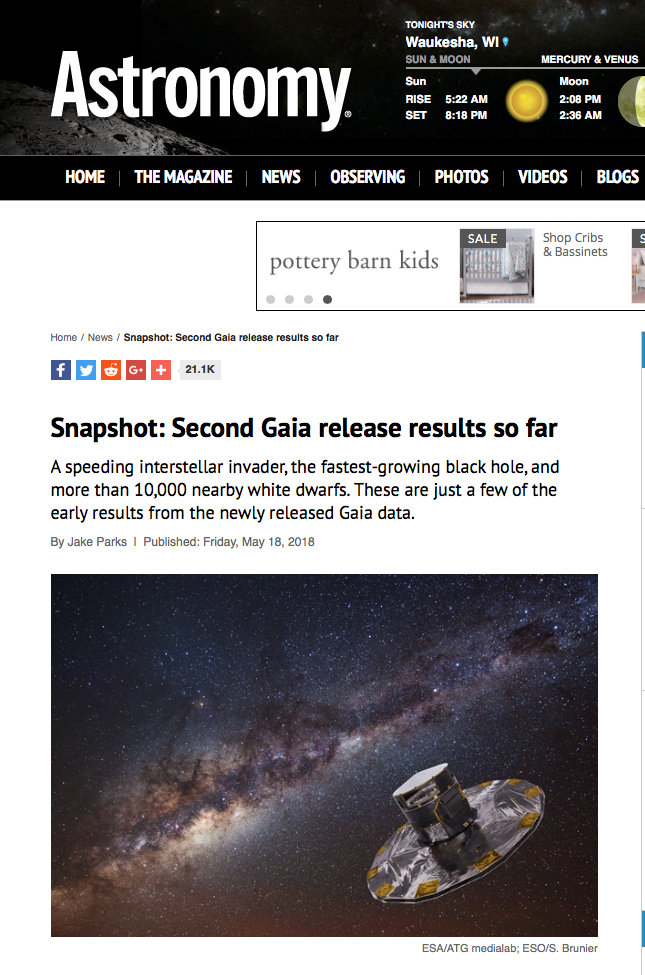 TONIGHT'S SKY
Waukesha, WI
SUN & MOON MERCURY & VENUS
Astronomy®
Sun Moon
RISE 5:22 AM 2:08 PM
SET 8:18 PM 2:36 AM
HOME | THE MAGAZINE | NEWS | OBSERVING | PHOTOS | VIDEOS | BLOGS
pottery barn kids
SALE
Shop Cribs
& Bassinets
S
Home / News / Snapshot: Second Gaia release results so far
f G+ + 21.1K
Snapshot: Second Gaia release results so far
A speeding interstellar invader, the fastest-growing black hole, and
more than 10,000 nearby white dwarfs. These are just a few of the
early results from the newly released Gaia data.
By Jake Parks | Published: Friday, May 18, 2018
ESA/ATG medialab; ESO/S. Brunier